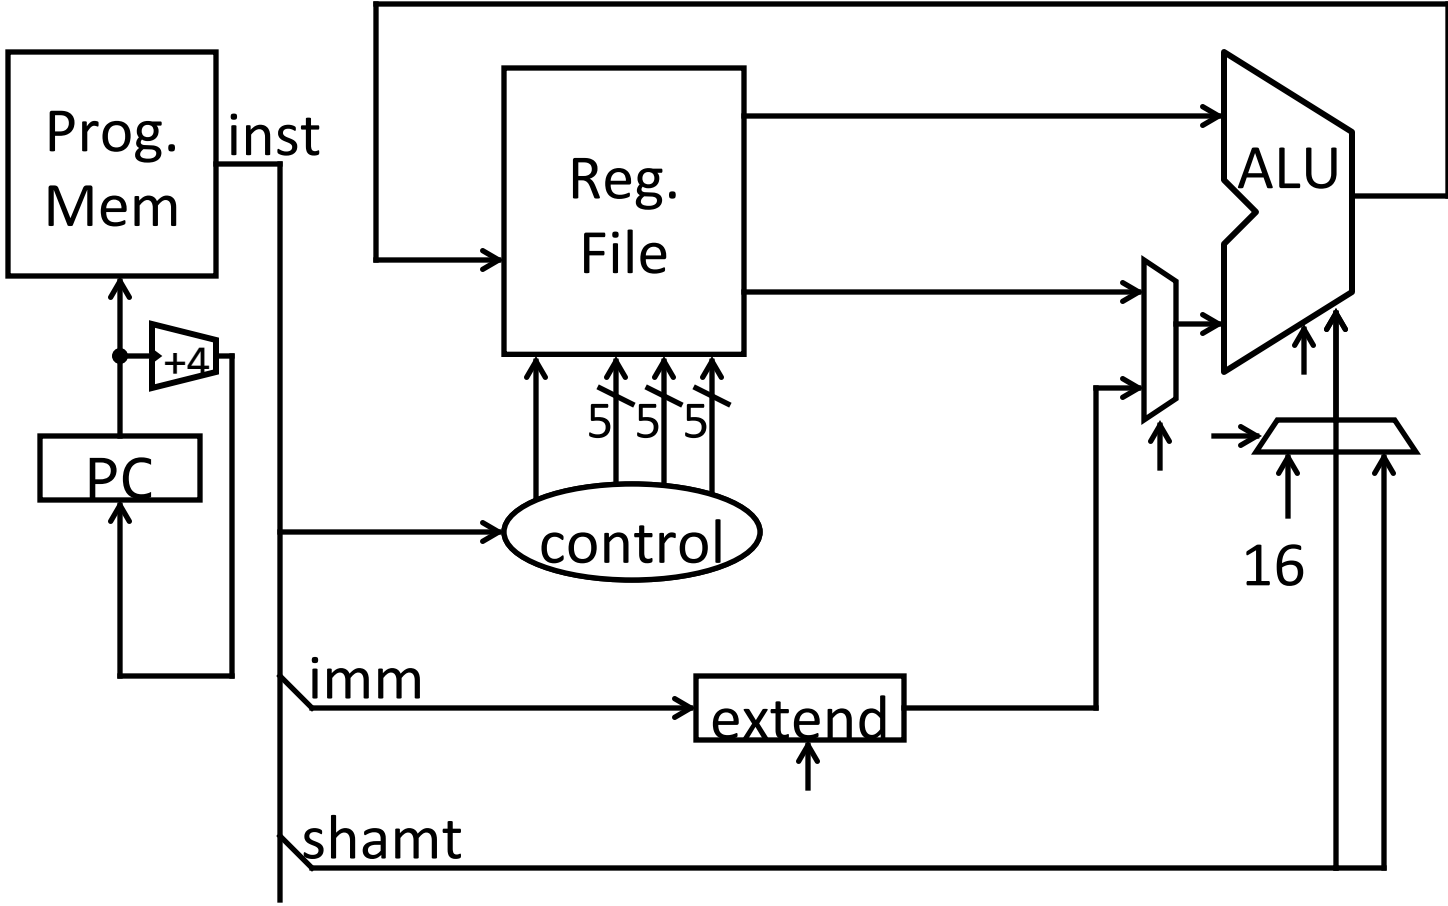 Prog.
Mem
inst
Reg.
File
ALU
+4
PC
5 5 5
control
16
imm
extend
shamt